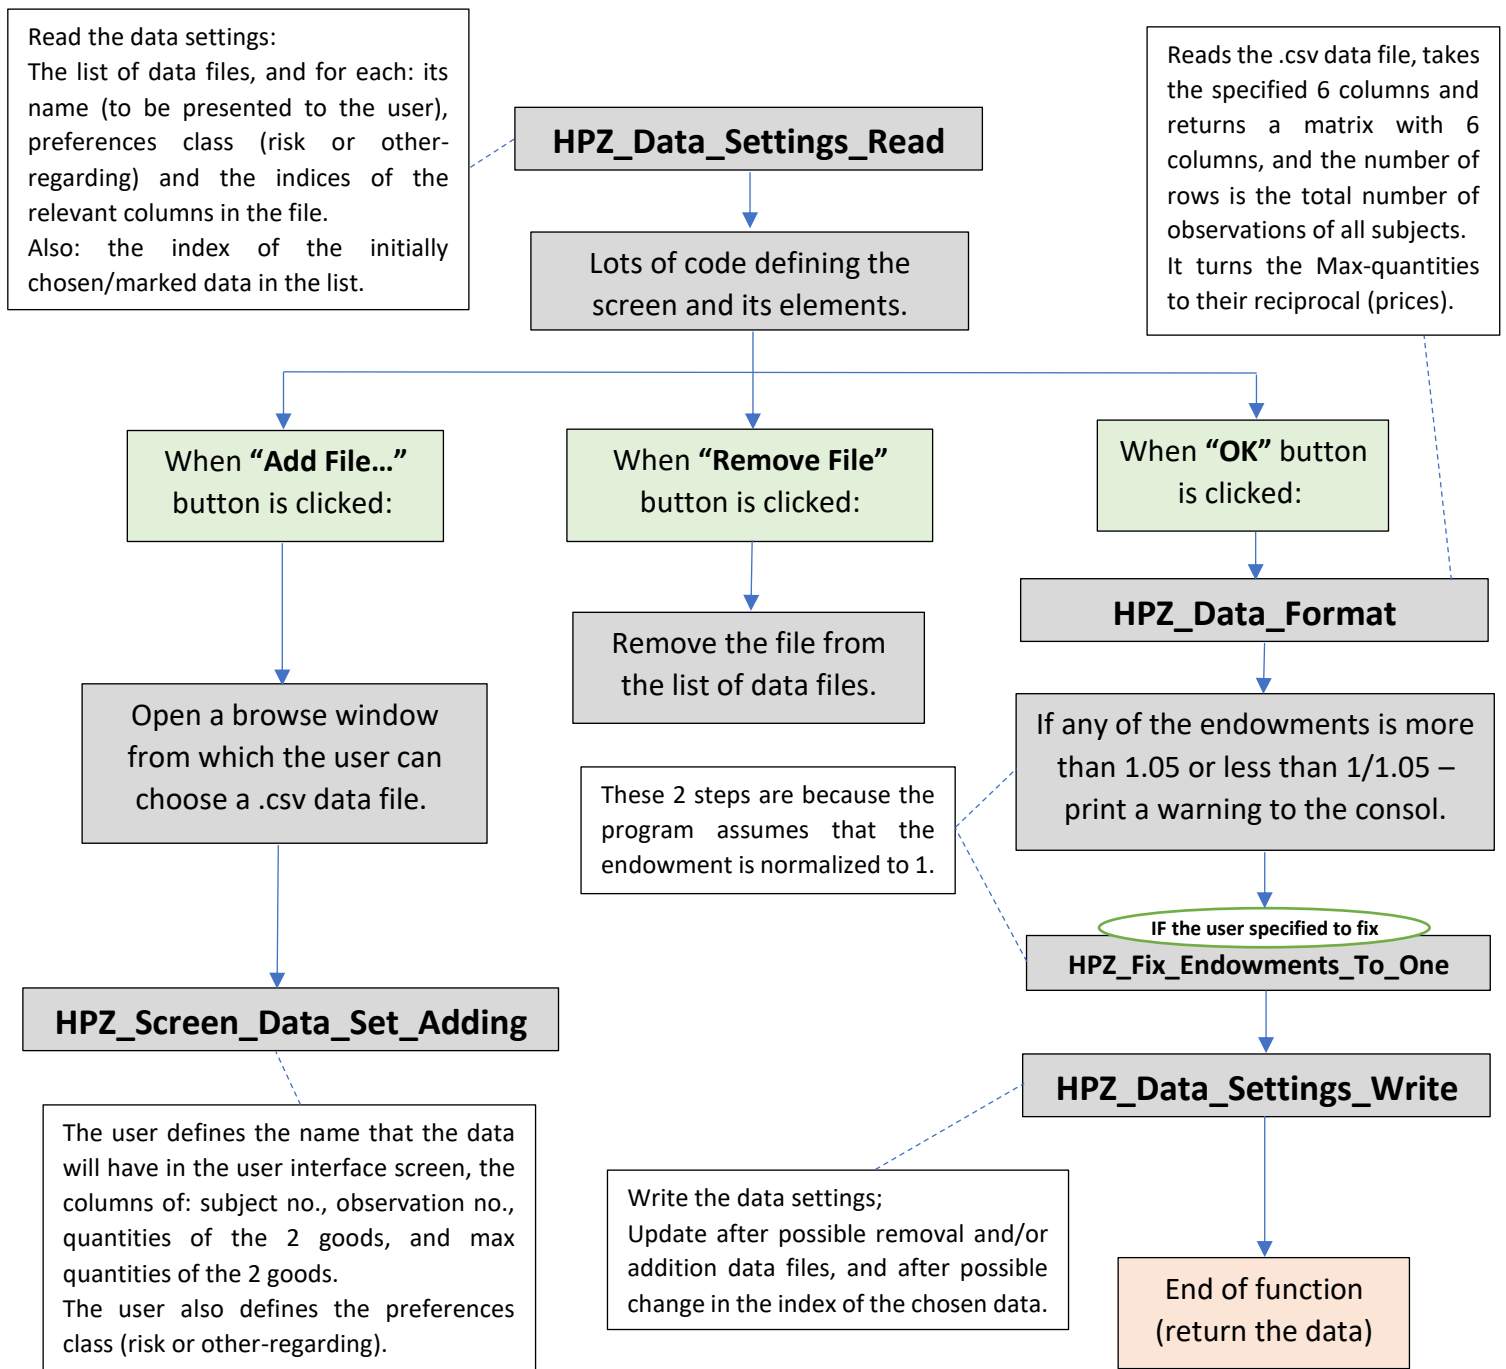 Read the data settings:
The list of data files, and for each: its
name (to be presented to the user),
preferences class (risk or other-
regarding) and the indices of the
relevant columns in the file.
Also: the index of the initially
chosen/marked data in the list.
HPZ_Data_Settings_Read
Reads the .csv data file, takes
the specified 6 columns and
returns a matrix with 6
columns, and the number of
rows is the total number of
observations of all subjects.
It turns the Max-quantities
to their reciprocal (prices).
Lots of code defining the
screen and its elements.
When “Add File…”
button is clicked:
When “Remove File”
button is clicked:
When “OK” button
is clicked:
Open a browse window
from which the user can
choose a .csv data file.
Remove the file from
the list of data files.
HPZ_Data_Format
If any of the endowments is more
than 1.05 or less than 1/1.05 –
print a warning to the consol.
These 2 steps are because the
program assumes that the
endowment is normalized to 1.
IF the user specified to fix
HPZ_Fix_Endowments_To_One
HPZ_Screen_Data_Set_Adding
HPZ_Data_Settings_Write
The user defines the name that the data
will have in the user interface screen, the
columns of: subject no., observation no.,
quantities of the 2 goods, and max
quantities of the 2 goods.
The user also defines the preferences
class (risk or other-regarding).
Write the data settings;
Update after possible removal and/or
addition data files, and after possible
change in the index of the chosen data.
End of function
(return the data)